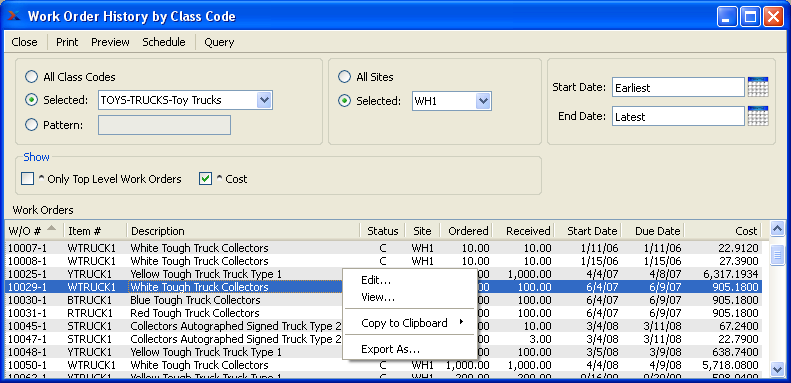 Work Order History by Class Code
Close Print Preview Schedule Query
All Class Codes
Selected: TOYS-TRUCKS-Toy Trucks
Pattern:
All Sites
Selected: WH1
Start Date: Earliest
End Date: Latest
Show
^ Only Top Level Work Orders ^ Cost
Work Orders
W/O # Item # Description Status Site Ordered Received Start Date Due Date Cost
10007-1 WTRUCK1 White Tough Truck Collectors C WH1 10.00 10.00 1/11/06 1/11/06 22.9120
10008-1 WTRUCK1 White Tough Truck Collectors C WH1 10.00 10.00 1/15/06 1/15/06 27.3900
10025-1 YTRUCK1 Yellow Tough Truck Truck Type 1 1,000.00 4/4/07 4/8/07 6,317.1934
10029-1 WTRUCK1 White Tough Truck Collectors 100.00 6/4/07 6/9/07 905.1800
10030-1 BTRUCK1 Blue Tough Truck Collectors 100.00 6/4/07 6/9/07 905.1800
10031-1 RTRUCK1 Red Tough Truck Collectors 100.00 6/4/07 6/9/07 905.1800
10045-1 STRUCK1 Collectors Autographed Signed Truck Type 2 10.00 3/4/08 3/11/08 67.2400
10047-1 STRUCK1 Collectors Autographed Signed Truck Type 2 3.00 3/4/08 3/11/08 22.7400
10048-1 YTRUCK1 Yellow Tough Truck Truck Type 1 100.00 3/5/08 3/9/08 638.7400
10050-1 WTRUCK1 White Tough Truck Collectors C WH1 1,000.00 1,000.00 4/4/08 4/9/08 5,718.0800
Edit...
View...
Copy to Clipboard
Export As...